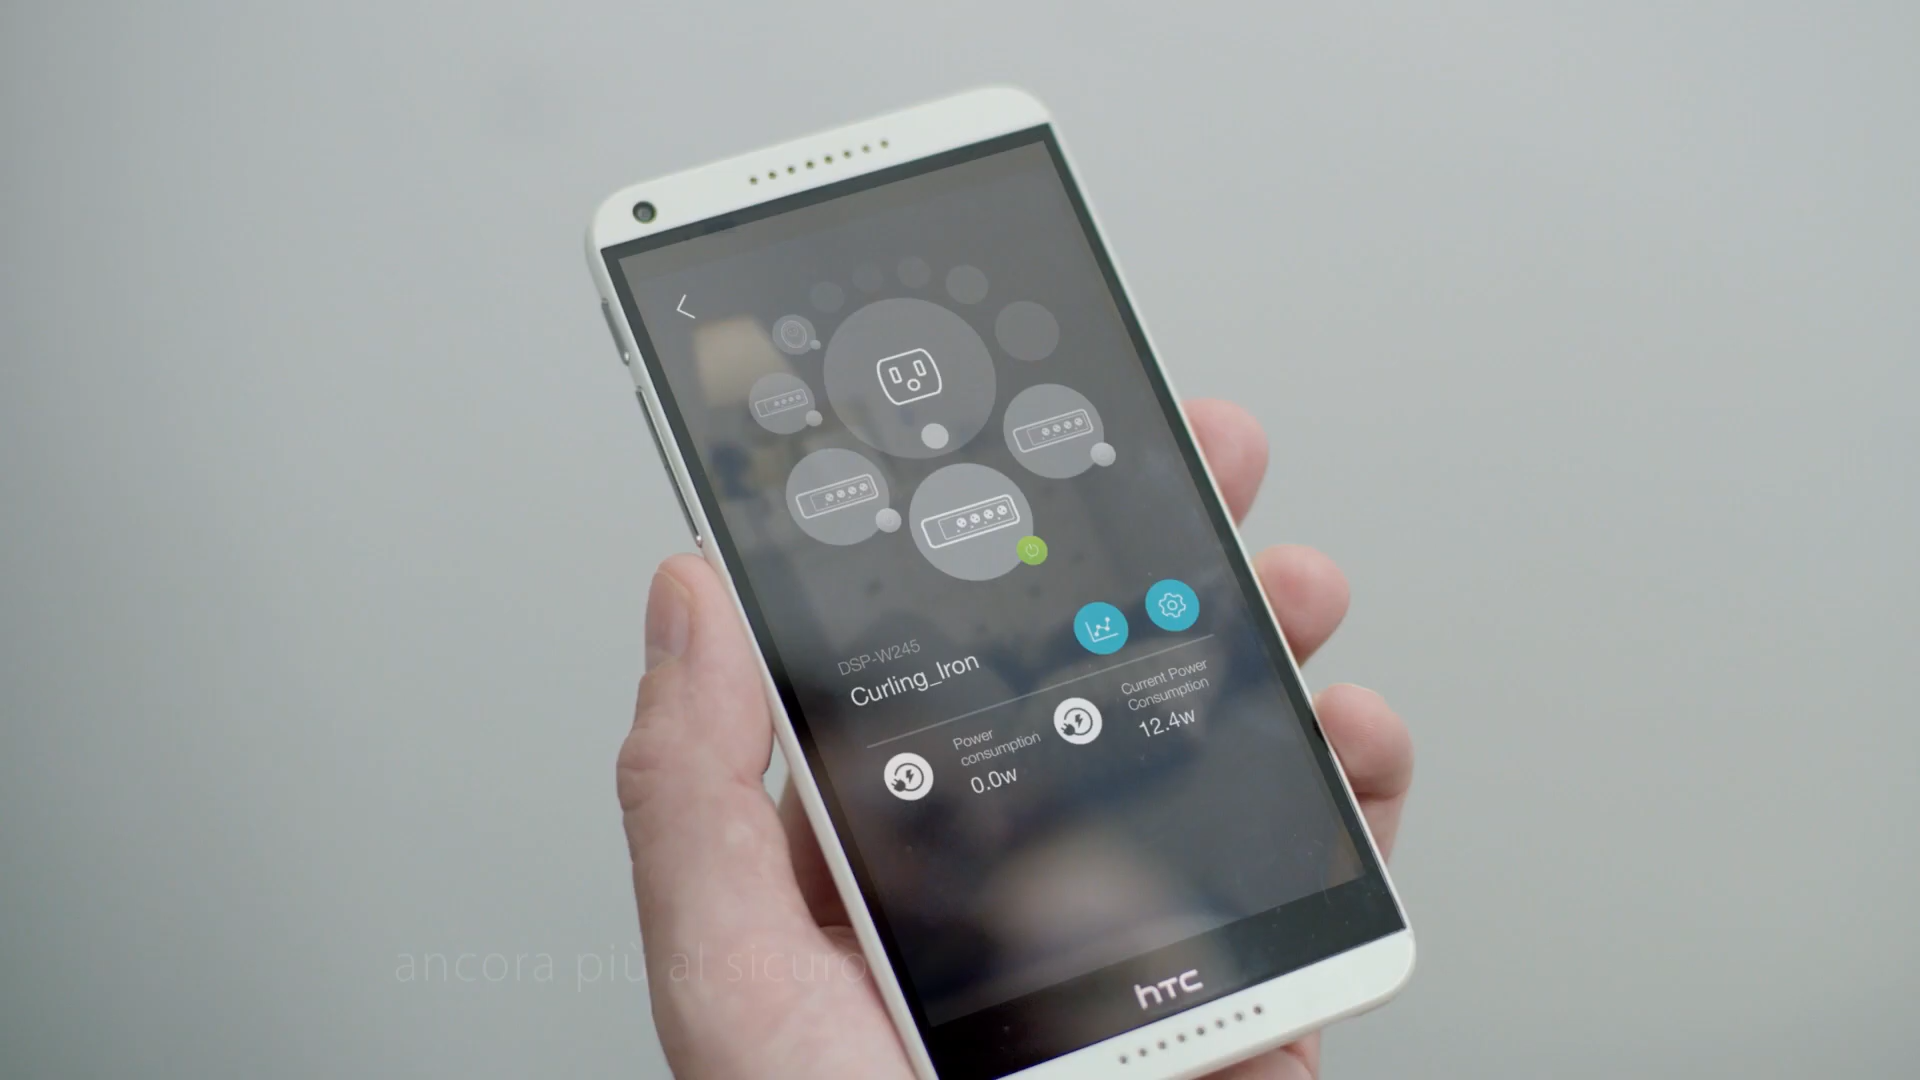 DSP-W245
Curling_Iron
Power
consumption
0.0w
Current Power
Consumption
12.4w
ancora più al sicuro
hTC